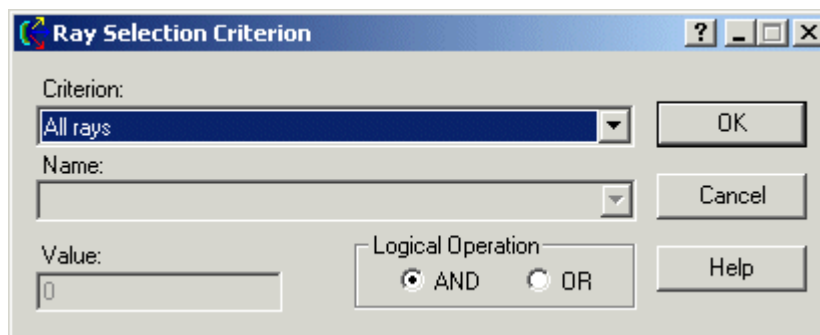 Ray Selection Criterion
Criterion:
All rays
OK
Name:
Cancel
Value:
0
Logical Operation
AND OR
Help